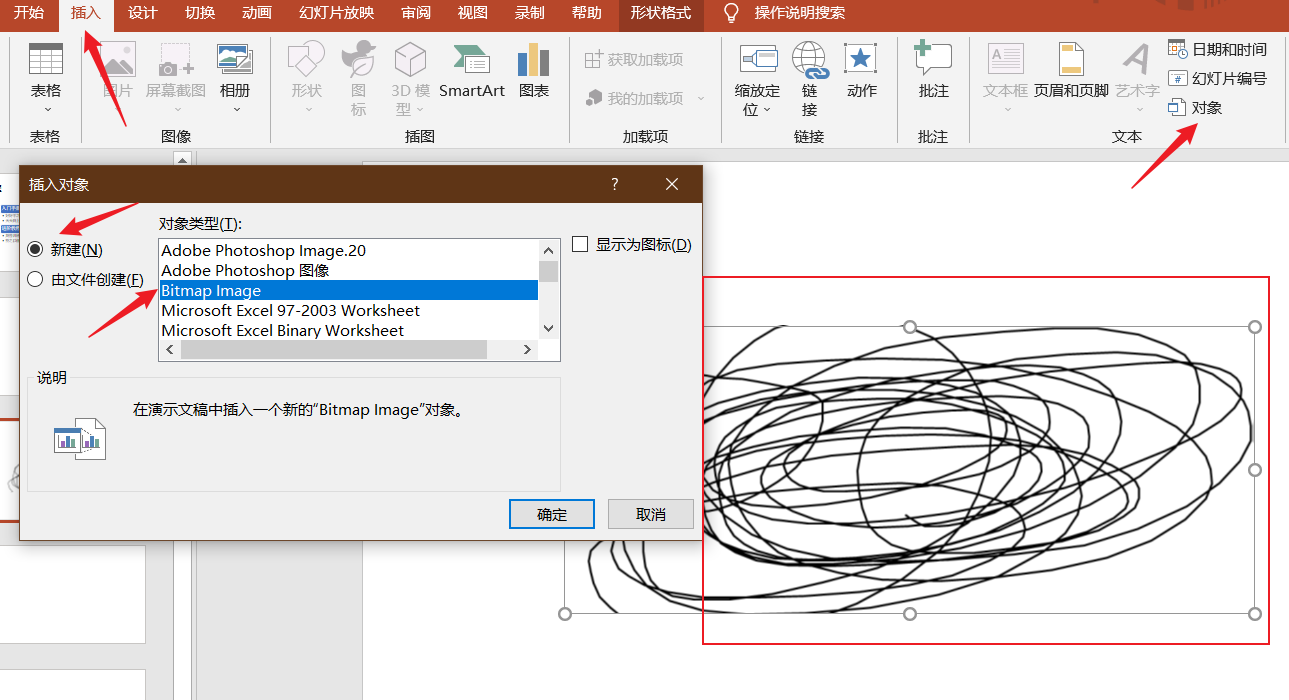 开始 插入 设计 切换 动画 幻灯片放映 审阅 视图 录制 帮助 形状格式 操作说明搜索
表格
图片
屏幕截图
相册
形状
图
标
3D 模
型
SmartArt
图表
获取加载项
我的加载项
缩放定
位
链
接
动作
批注
文本框
页眉和页脚
艺术字
日期和时间
幻灯片编号
对象
表格 图像 插图 加载项 链接 批注 文本
插入对象
?
新建(N)
由文件创建(F)
对象类型(T):
Adobe Photoshop Image.20
Adobe Photoshop 图像
Bitmap Image
Microsoft Excel 97-2003 Worksheet
Microsoft Excel Binary Worksheet
显示为图标(D)
说明
在演示文稿中插入一个新的“Bitmap Image”对象。
确定 取消